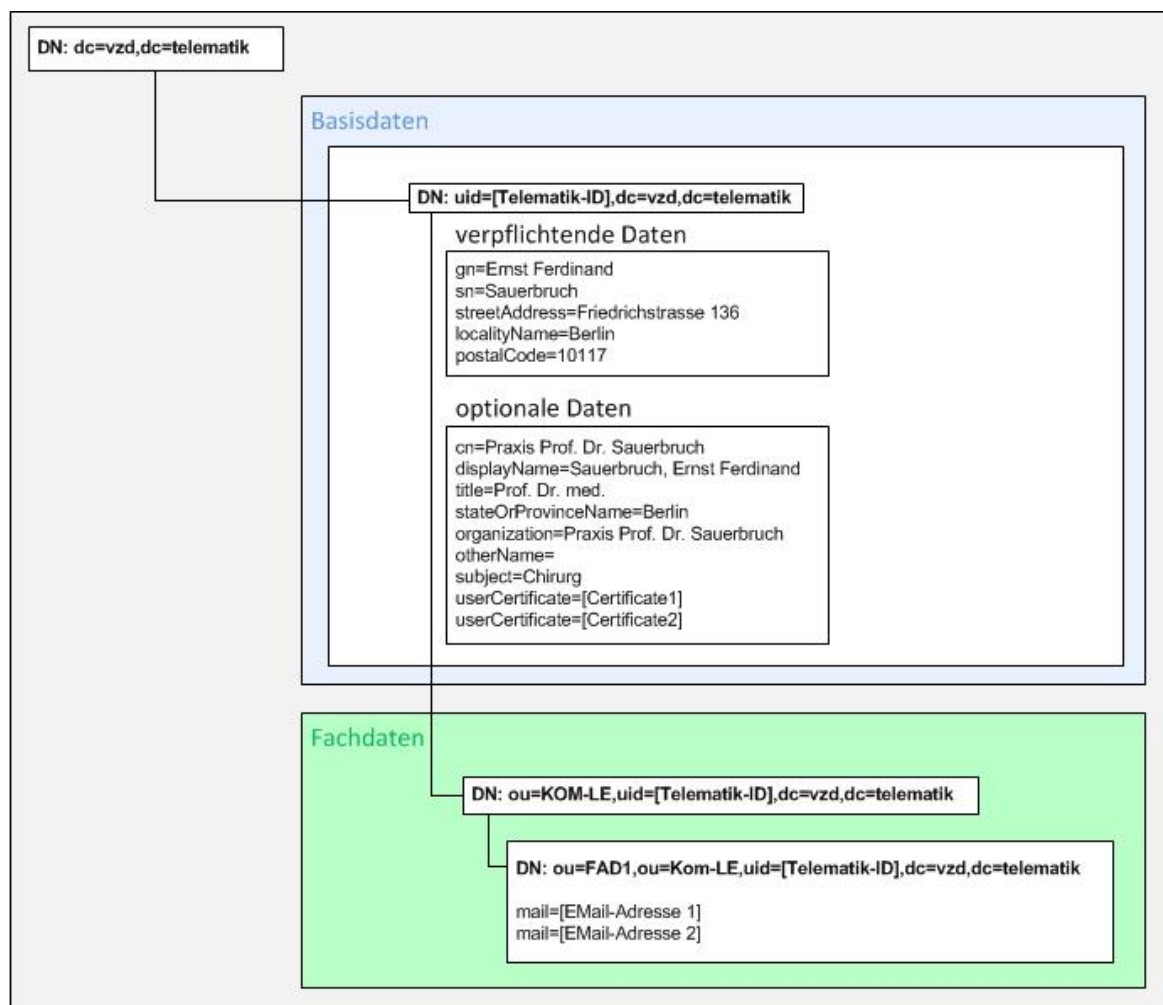 DN: dc=vzd,dc=telematik
Basisdaten
DN: uid=[Telematik-ID],dc=vzd,dc=telematik
verpflichtende Daten
gn=Ernst Ferdinand
sn=Sauerbruch
streetAddress=Friedrichstrasse 136
localityName=Berlin
postalCode=10117
optionale Daten
cn=Praxis Prof. Dr. Sauerbruch
displayName=Sauerbruch, Ernst Ferdinand
title=Prof. Dr. med.
stateOrProvinceName=Berlin
organization=Praxis Prof. Dr. Sauerbruch
otherName=
subject=Chirurg
userCertificate=[Certificate1]
userCertificate=[Certificate2]
Fachdaten
DN: ou=KOM-LE,uid=[Telematik-ID],dc=vzd,dc=telematik
DN: ou=FAD1,ou=Kom-LE,uid=[Telematik-ID],dc=vzd,dc=telematik
mail=[EMail-Adresse 1]
mail=[EMail-Adresse 2]